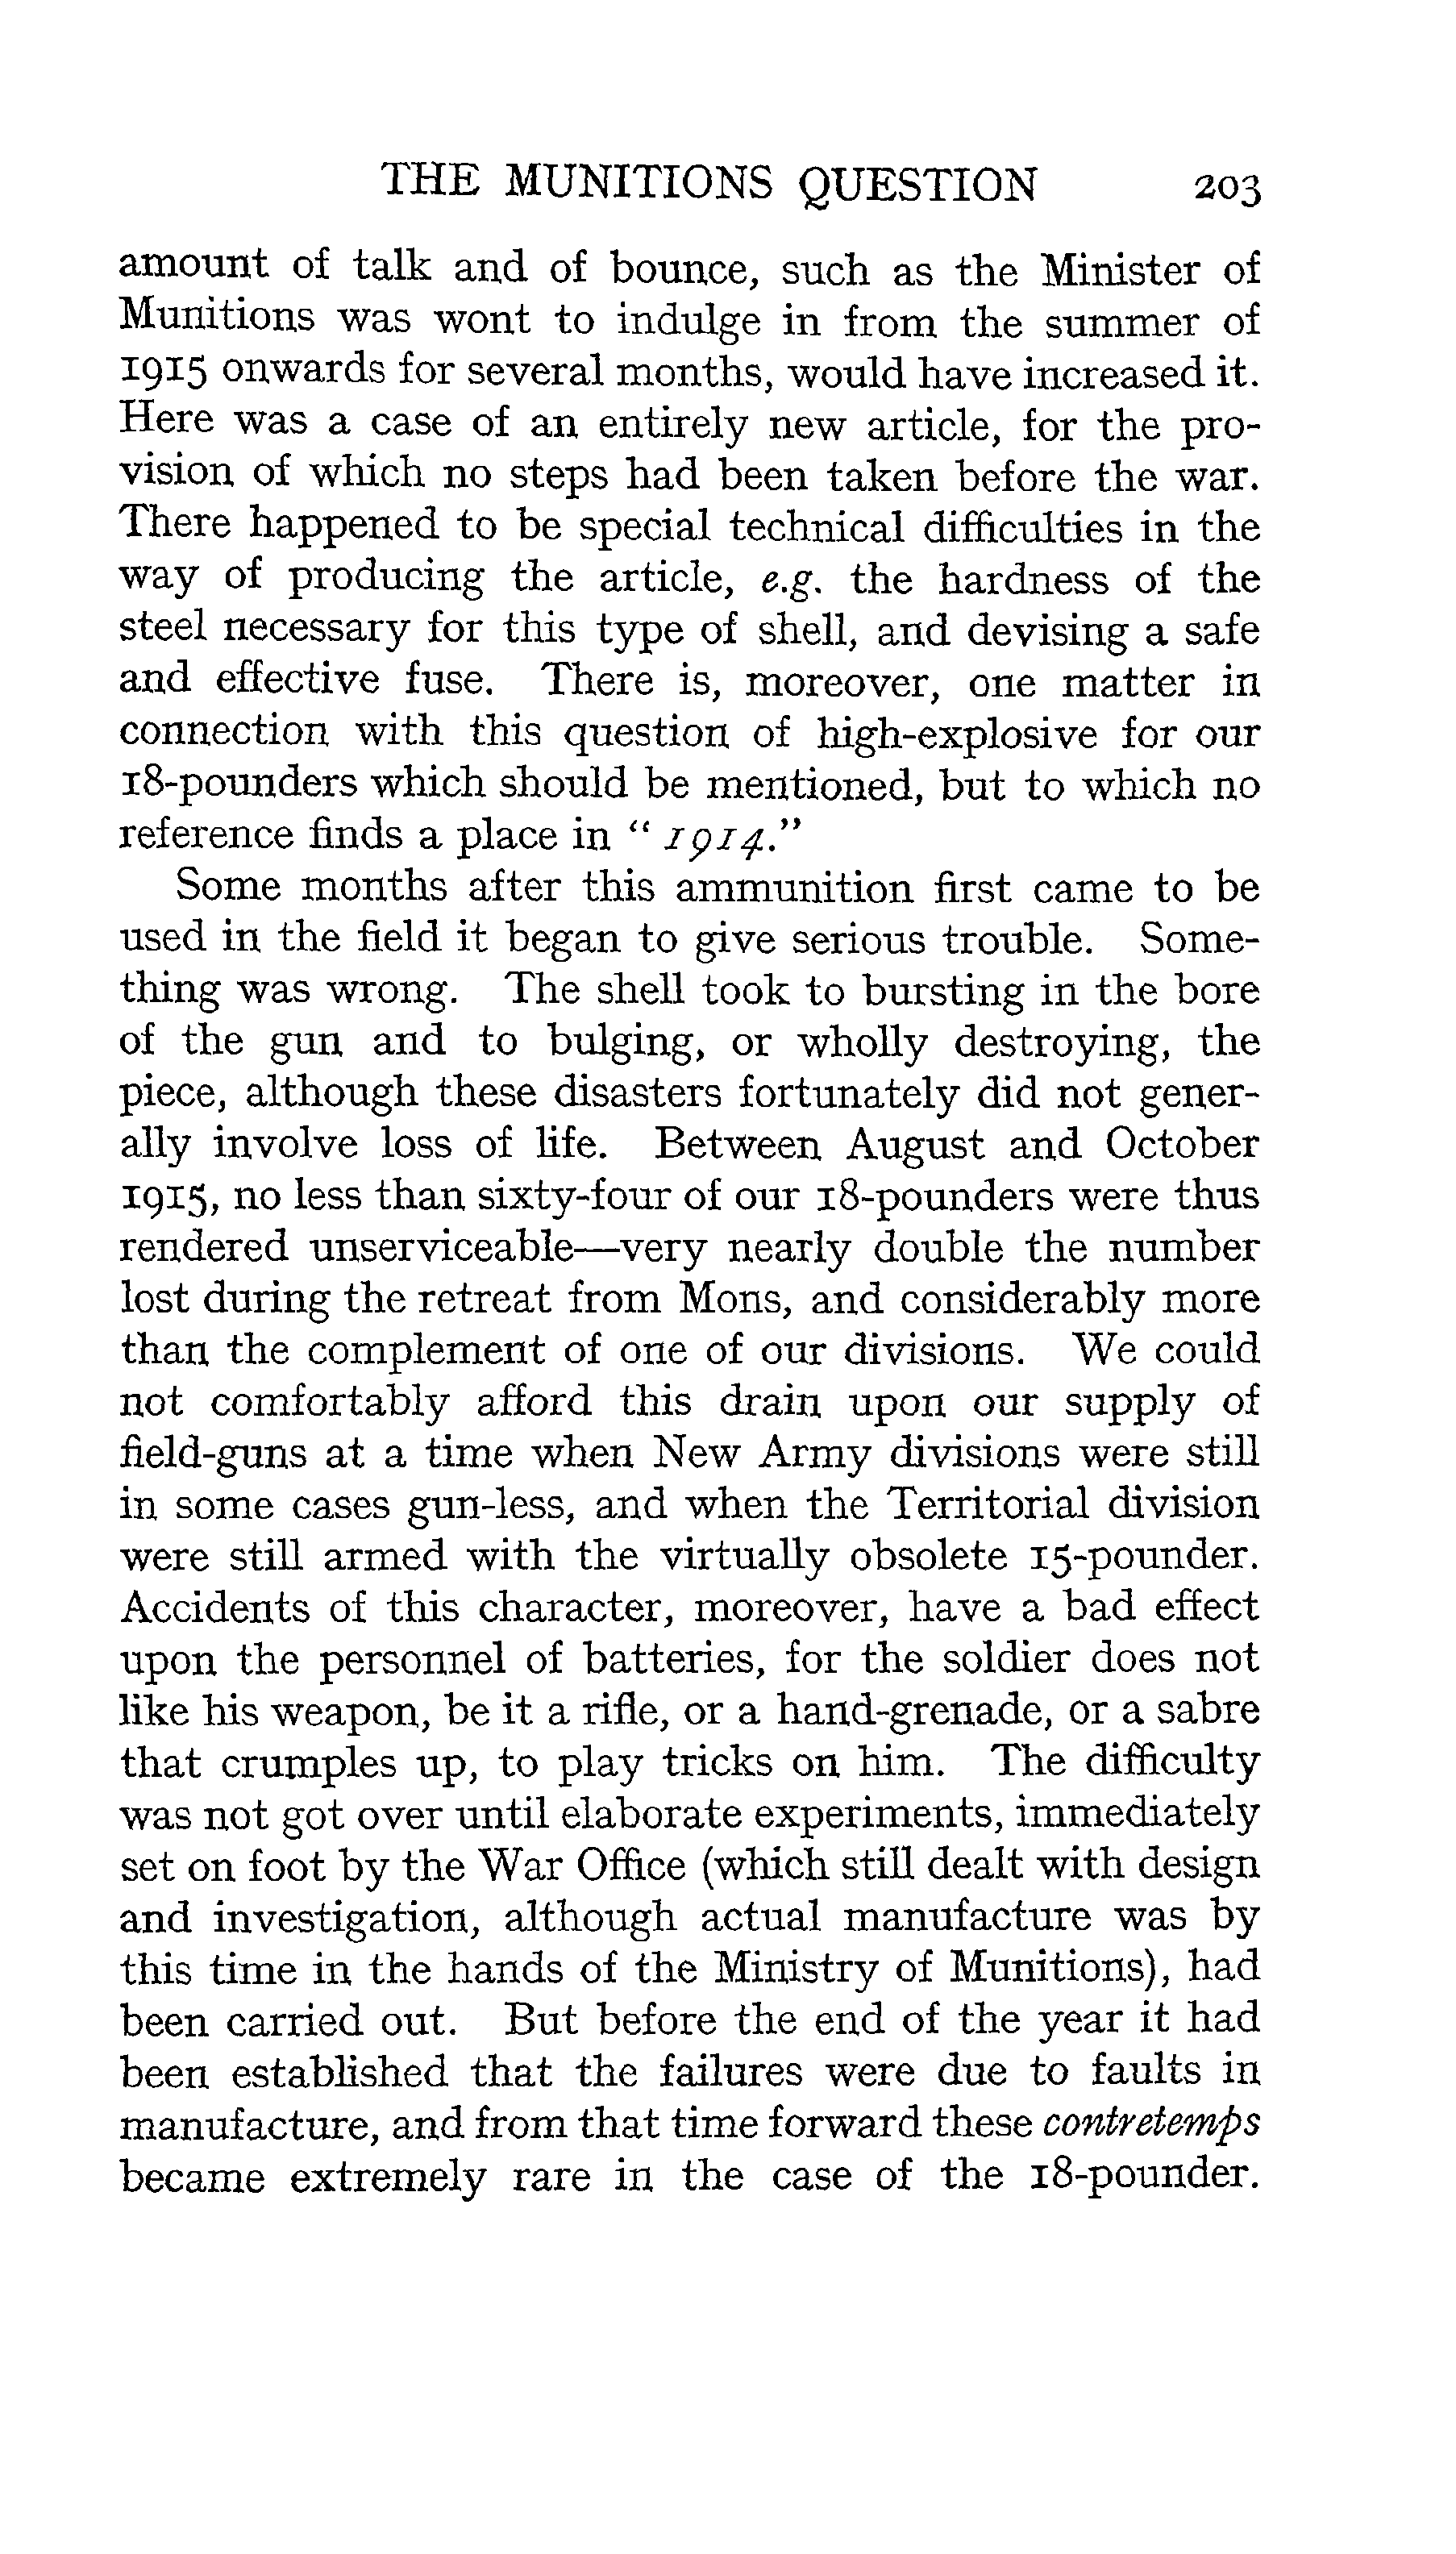 THE MUNITIONS QUESTION 203
amount of talk and of bounce, such as the Minister of
Munitions was wont to indulge in from the summer of
1915 onwards for several months, would have increased it.
Here was a case of an entirely new article, for the pro-
vision of which no steps had been taken before the war.
There happened to be special technical difficulties in the
way of producing the article, e.g. the hardness of the
steel necessary for this type of shell, and devising a safe
and effective fuse. There is, moreover, one matter in
connection with this question of high-explosive for our
18-pounders which should be mentioned, but to which no
reference finds a place in “ 1914.”
Some months after this ammunition first came to be
used in the field it began to give serious trouble. Some-
thing was wrong. The shell took to bursting in the bore
of the gun and to bulging, or wholly destroying, the
piece, although these disasters fortunately did not gener-
ally involve loss of life. Between August and October
1915, no less than sixty-four of our 18-pounders were thus
rendered unserviceable—very nearly double the number
lost during the retreat from Mons, and considerably more
than the complement of one of our divisions. We could
not comfortably afford this drain upon our supply of
field-guns at a time when New Army divisions were still
in some cases gun-less, and when the Territorial division
were still armed with the virtually obsolete 15-pounder.
Accidents of this character, moreover, have a bad effect
upon the personnel of batteries, for the soldier does not
like his weapon, be it a rifle, or a hand-grenade, or a sabre
that crumples up, to play tricks on him. The difficulty
was not got over until elaborate experiments, immediately
set on foot by the War Office (which still dealt with design
and investigation, although actual manufacture was by
this time in the hands of the Ministry of Munitions), had
been carried out. But before the end of the year it had
been established that the failures were due to faults in
manufacture, and from that time forward these contretemps
became extremely rare in the case of the 18-pounder.